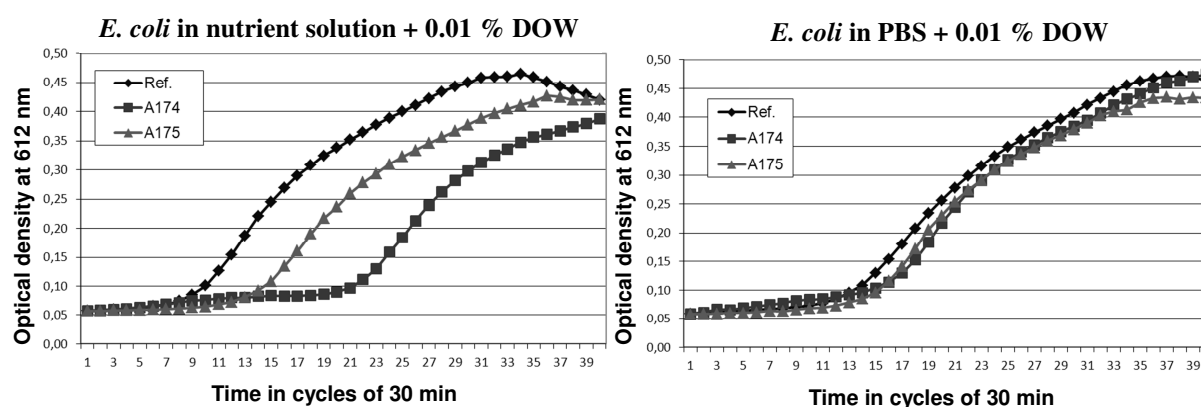 E. coli in nutrient solution + 0.01 % DOW
Optical density at 612 nm
0,50
0,45
0,40
0,35
0,30
0,25
0,20
0,15
0,10
0,05
0,00
Ref.
A174
A175
1 3 5 7 9 11 13 15 17 19 21 23 25 27 29 31 33 35 37 39
Time in cycles of 30 min
E. coli in PBS + 0.01 % DOW
Optical density at 612 nm
0,50
0,45
0,40
0,35
0,30
0,25
0,20
0,15
0,10
0,05
0,00
Ref.
A174
A175
1 3 5 7 9 11 13 15 17 19 21 23 25 27 29 31 33 35 37 39
Time in cycles of 30 min